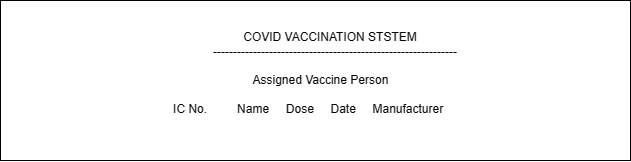 COVID VACCINATION STSTEM
-------------------------------------------------------------
Assigned Vaccine Person
IC No. Name Dose Date Manufacturer